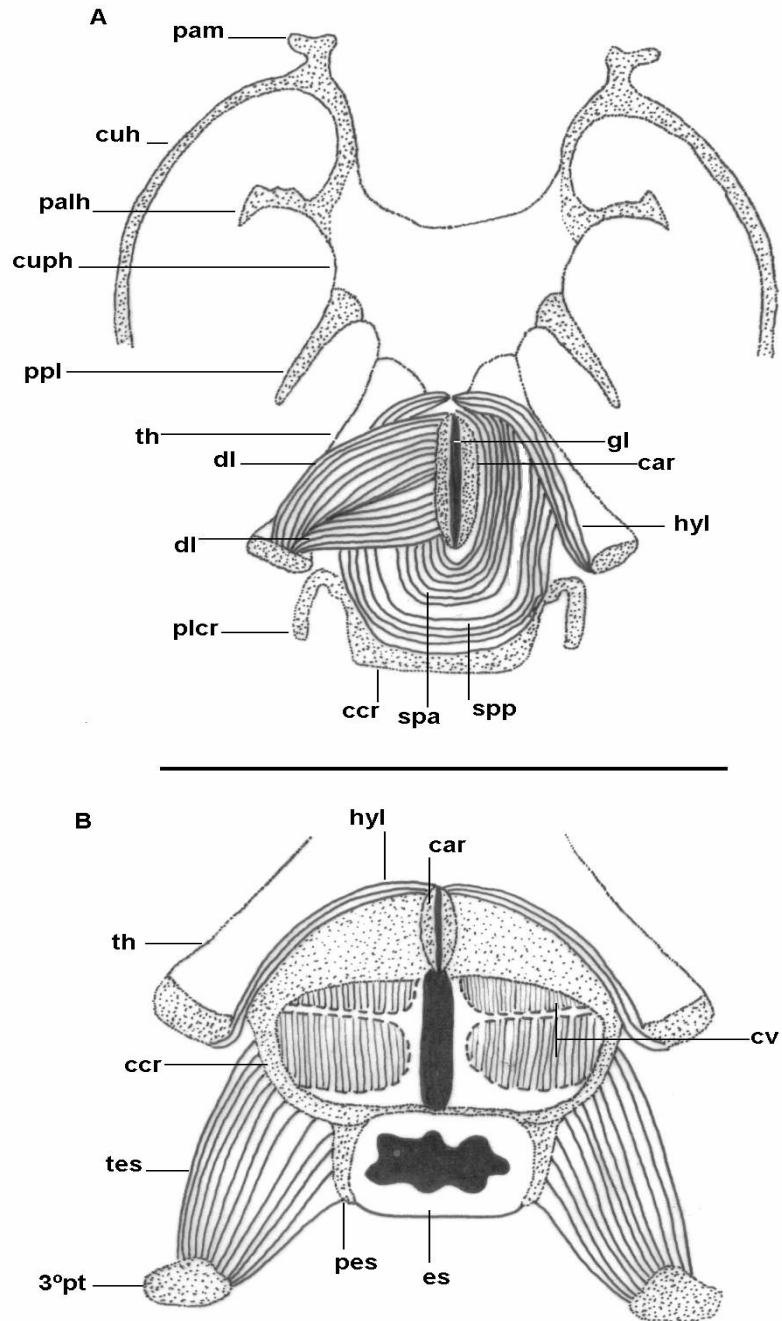 A
pam
cuh
palh
cuph
ppl
th
dl
gl
car
dl
hyl
plcr
ccr
spa
spp
B
hyl
car
th
ccr
cv
tes
pes
es
3ºpt